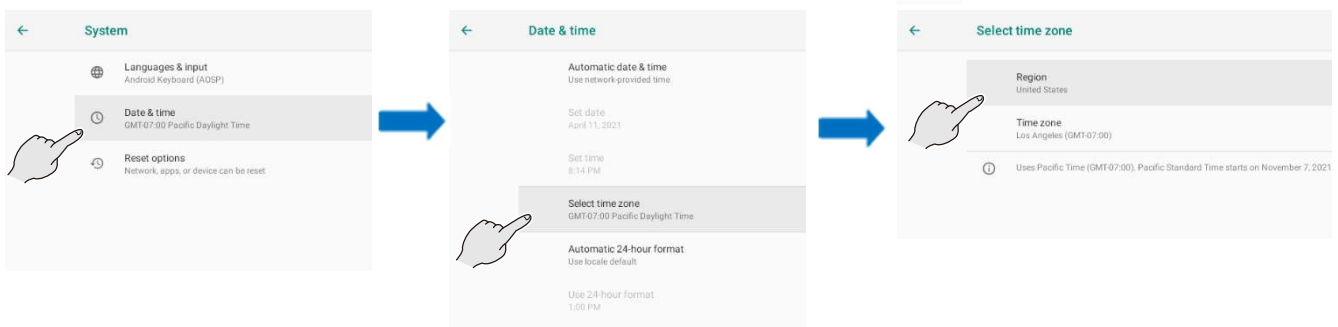 System
Languages & input
Android Keyboard (AOSP)
Date & time
GMT-07:00 Pacific Daylight Time
Reset options
Network, apps, or device can be reset
Date & time
Automatic date & time
Use network-provided time
Set date
April 11, 2021
Set time
8:14 PM
Select time zone
GMT-07:00 Pacific Daylight Time
Automatic 24-hour format
Use locale default
Use 24-hour format
1:00 PM
Select time zone
Region
United States
Time zone
Los Angeles (GMT-07:00)
Uses Pacific Time (GMT-07:00). Pacific Standard Time starts on November 7, 2021